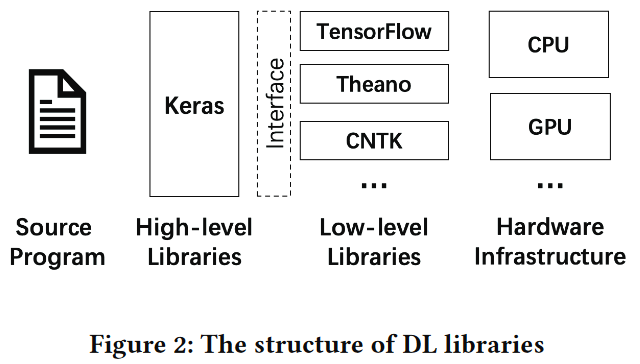 Keras
Interface
TensorFlow
Theano
CNTK
...
CPU
GPU
...
Source
Program
High-level
Libraries
Low-level
Libraries
Hardware
Infrastructure
Figure 2: The structure of DL libraries